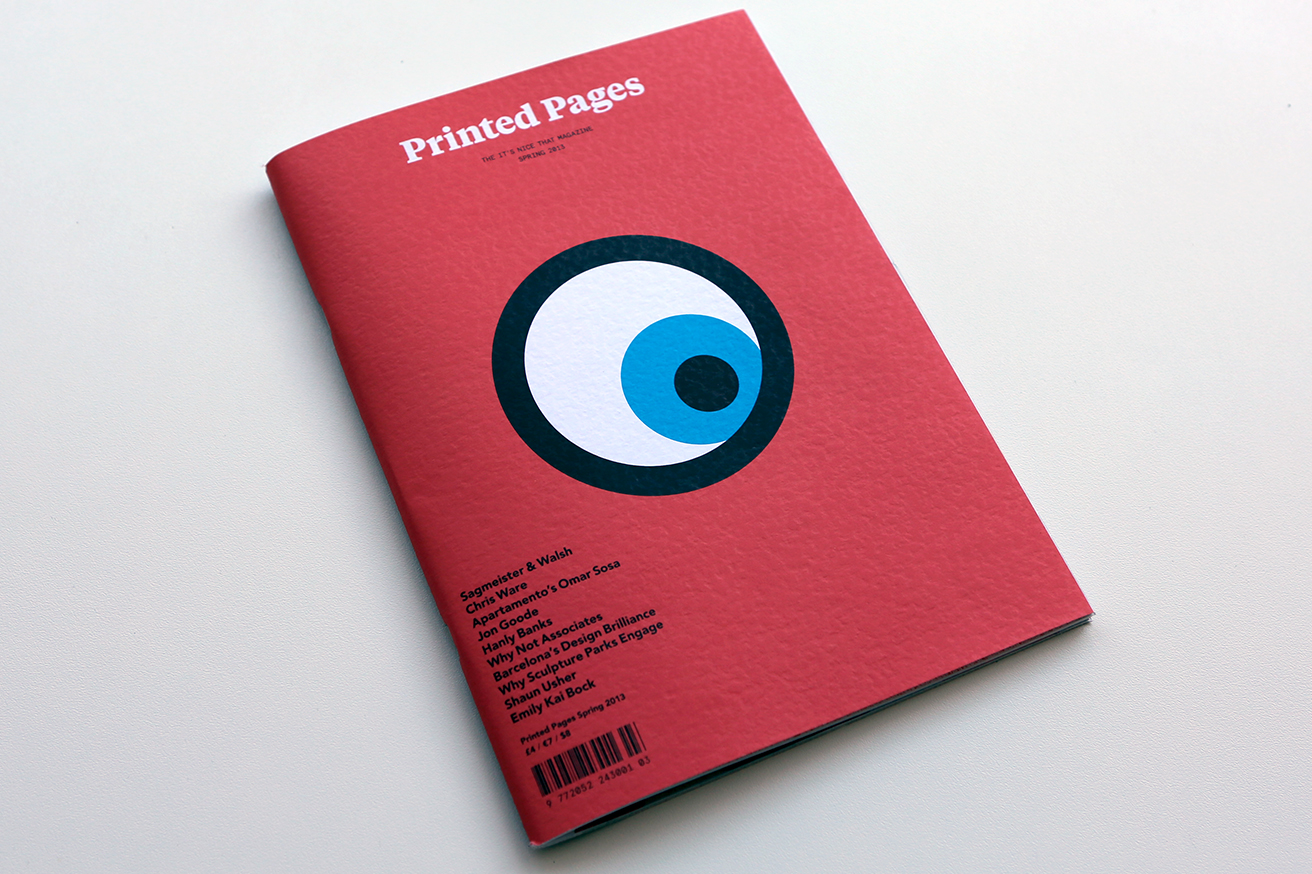 Printed Pages
THE IT'S NICE THAT MAGAZINE
SPRING 2013
Sagmeister & Walsh
Chris Ware
Apartamento's Omar Sosa
Jon Goode
Hanly Banks
Why Not Associates
Barcelona's Design Brilliance
Why Sculpture Parks Engage
Shaun Usher
Emily Kai Bock
Printed Pages Spring 2013
£4 / €7 / $8
9 772052 243001 03